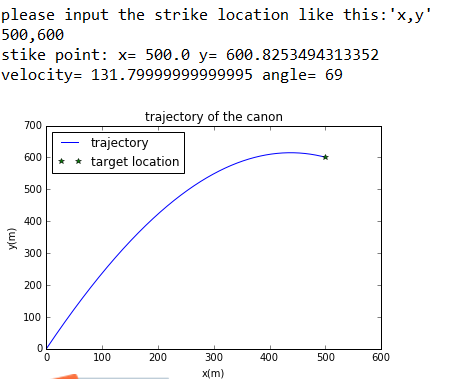 please input the strike location like this:'x,y'
500,600
stike point: x= 500.0 y= 600.8253494313352
velocity= 131.79999999999995 angle= 69
trajectory of the canon
700
600
500
400
300
200
100
0
y(m)
trajectory
target location
0 100 200 300 400 500 600
x(m)